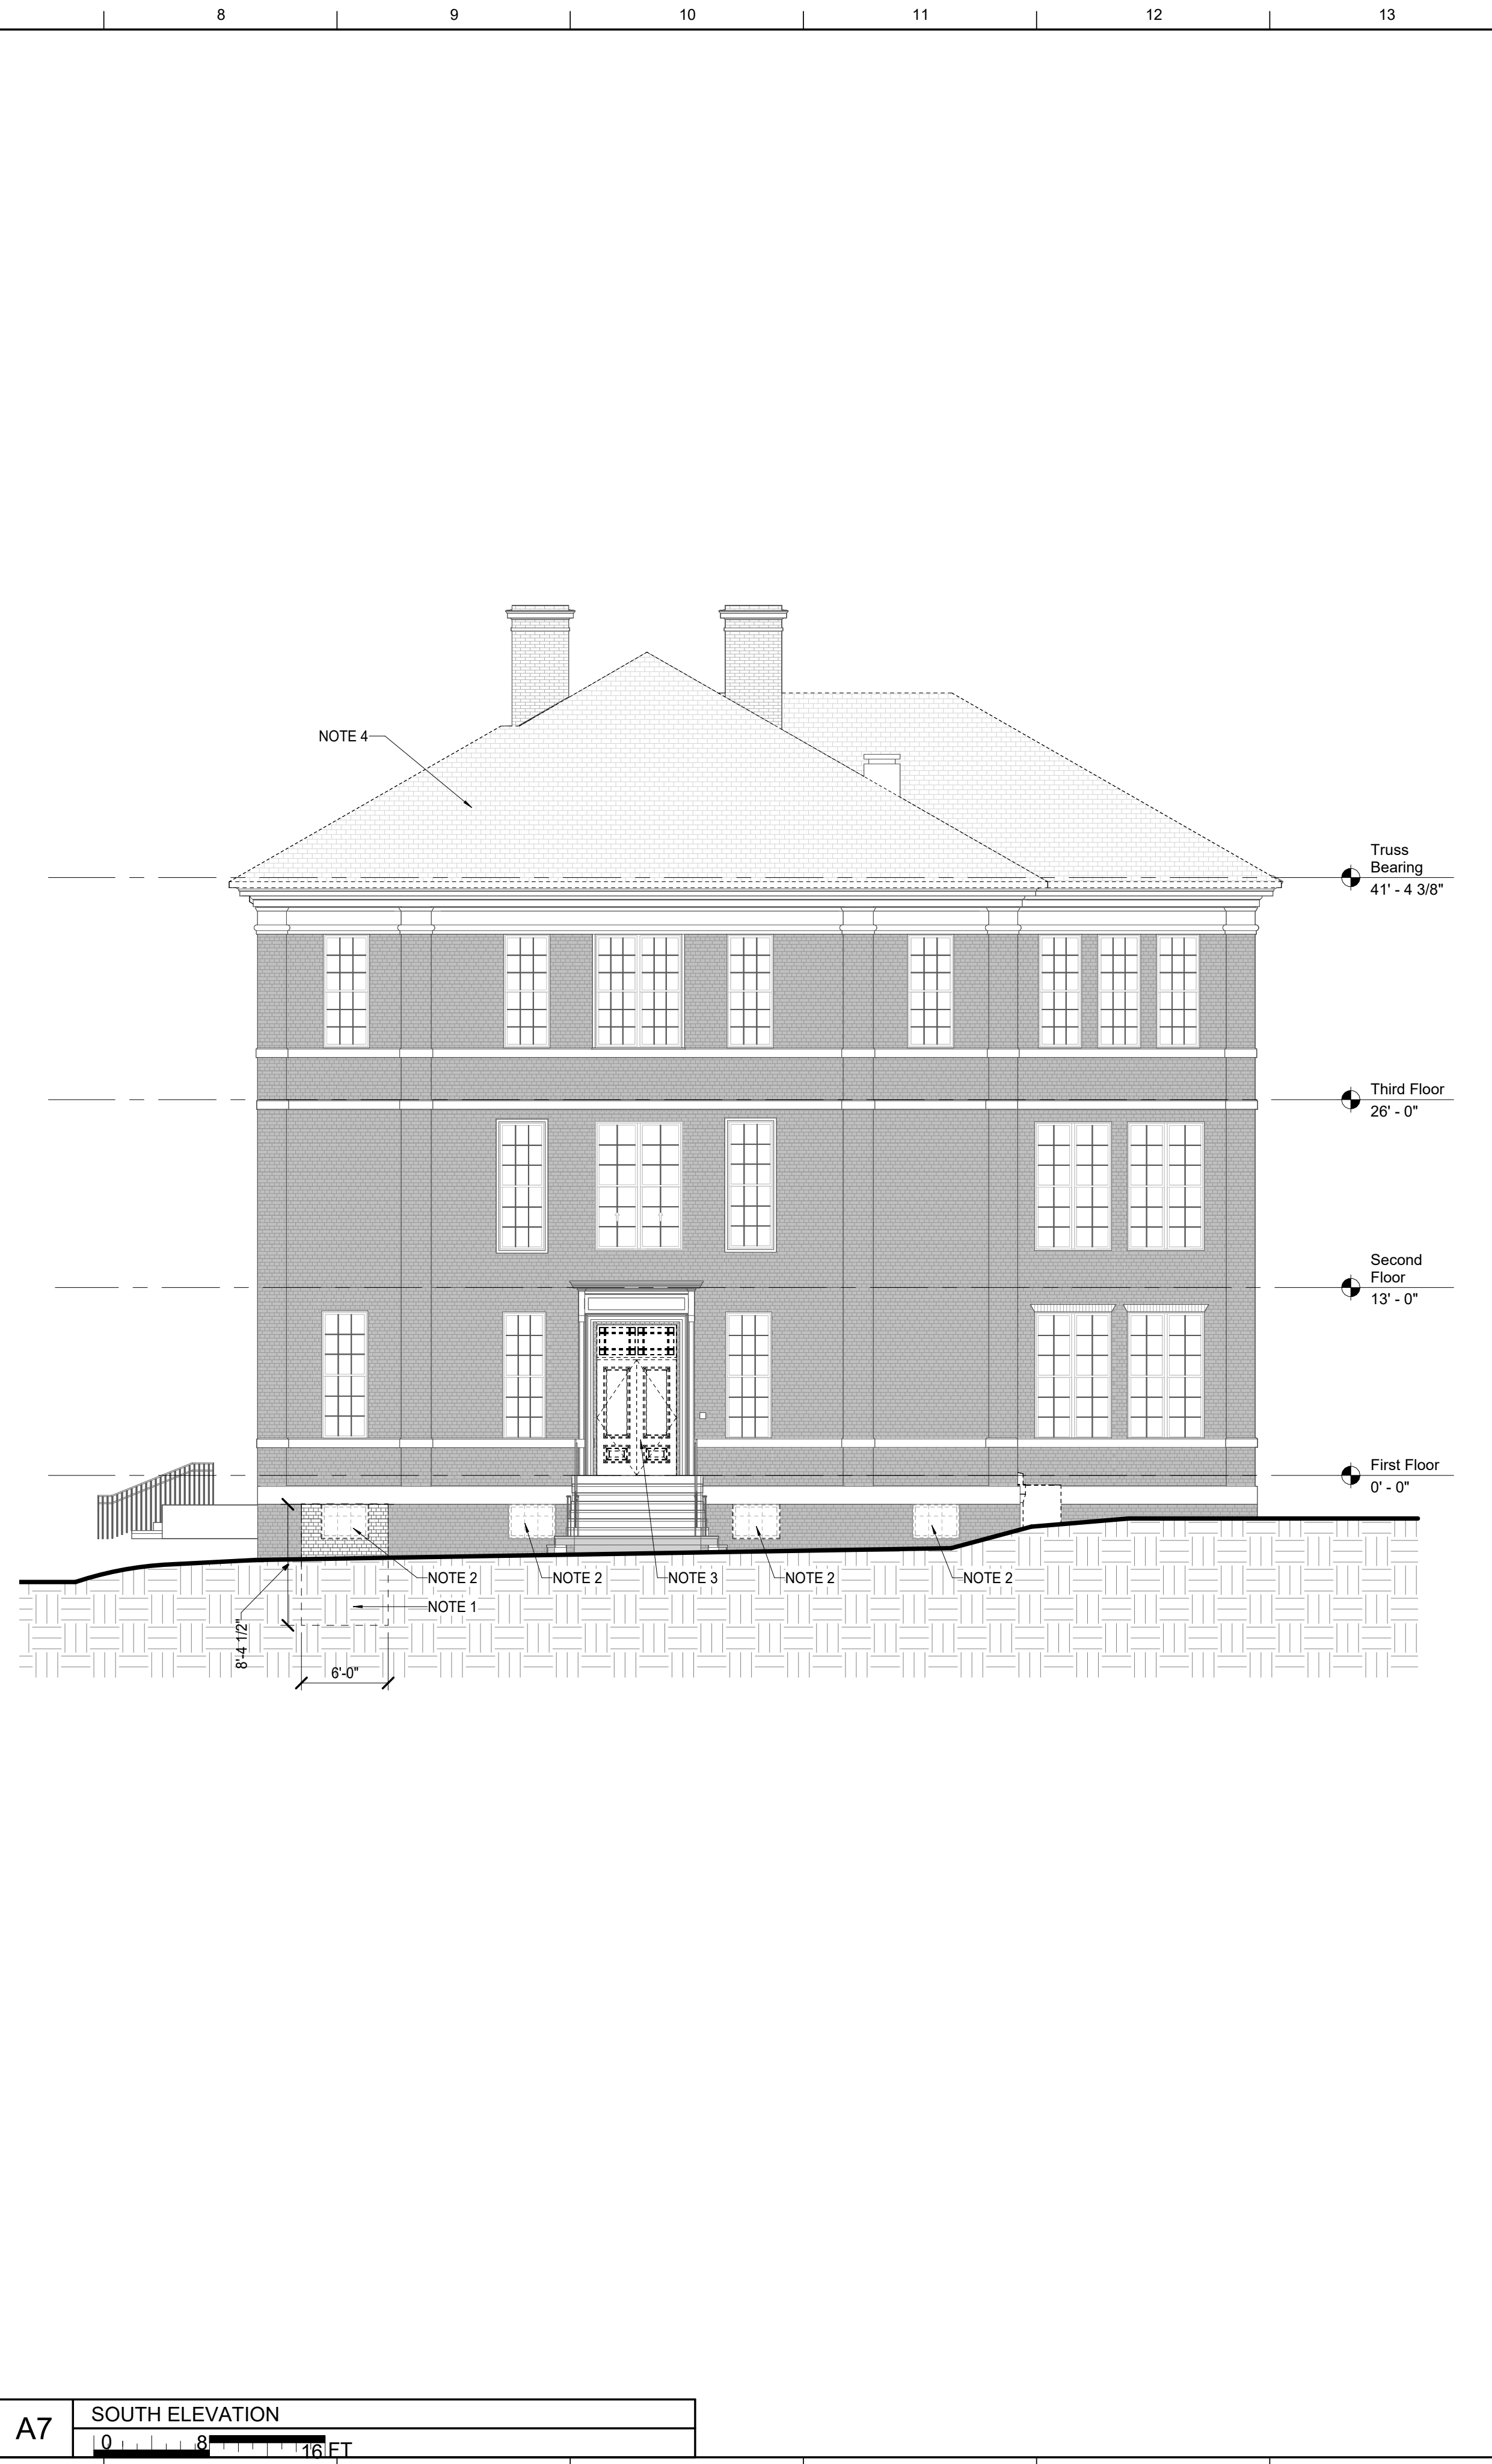 8 9 10 11 12 13
NOTE 4
Truss
Bearing
41' - 4 3/8"
Third Floor
26' - 0"
Second
Floor
13' - 0"
First Floor
0' - 0"
NOTE 2 NOTE 2 NOTE 3 NOTE 2 NOTE 2
NOTE 1
8'-4 1/2"
6'-0"
A7
SOUTH ELEVATION
0 8 16 FT